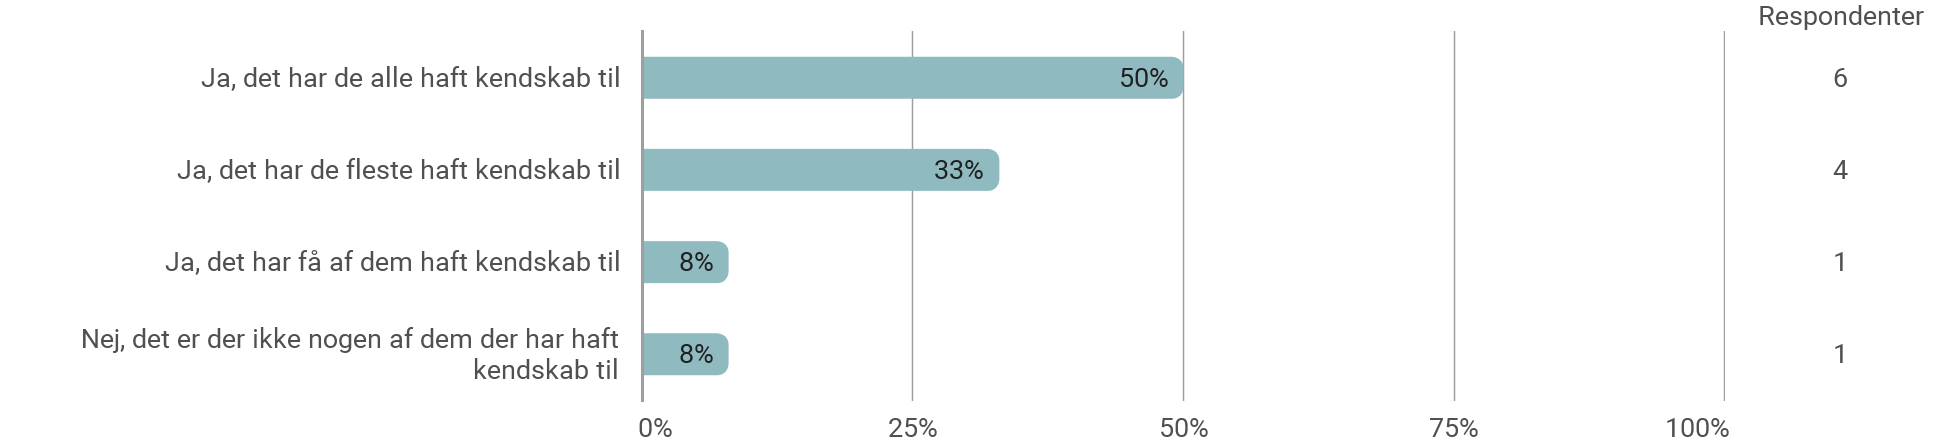 Respondenter
Ja, det har de alle haft kendskab til 50% 6
Ja, det har de fleste haft kendskab til 33% 4
Ja, det har få af dem haft kendskab til 8% 1
Nej, det er der ikke nogen af dem der har haft
kendskab til 8% 1
0% 25% 50% 75% 100%